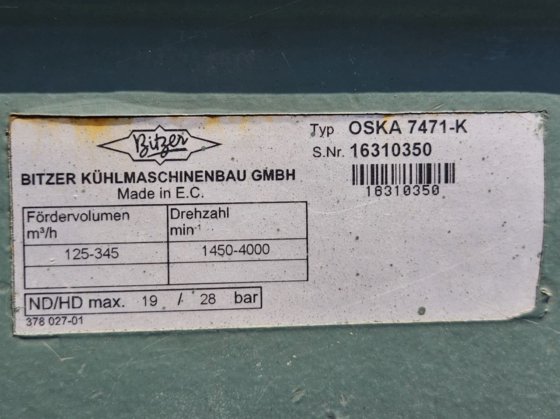 Bitzer
BITZER KÜHLMASCHINENBAU GMBH
Made in E.C.
Typ OSKA 7471-K
S.Nr. 16310350
16310350
Fördervolumen m³/h
Drehzahl min⁻¹
125-345
1450-4000
ND/HD max. 19 / 28 bar
378 027-01